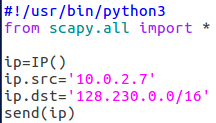 #!/usr/bin/python3
from scapy.all import *
ip=IP()
ip.src='10.0.2.7'
ip.dst='128.230.0.0/16'
send(ip)